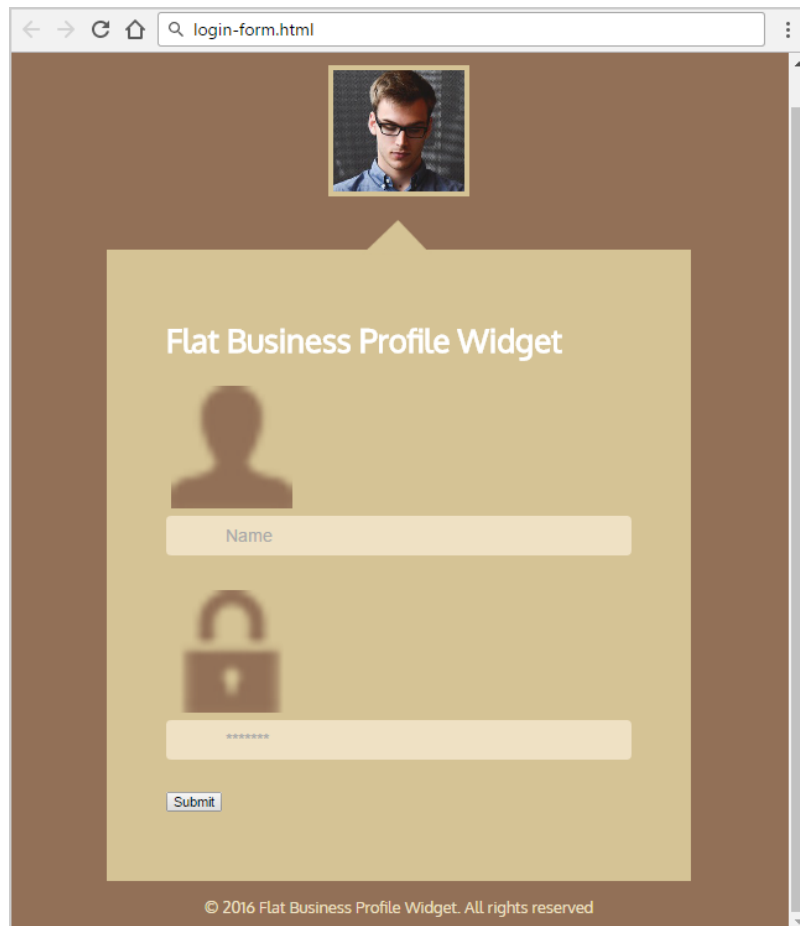 login-form.html
Flat Business Profile Widget
Name
*******
Submit
© 2016 Flat Business Profile Widget. All rights reserved